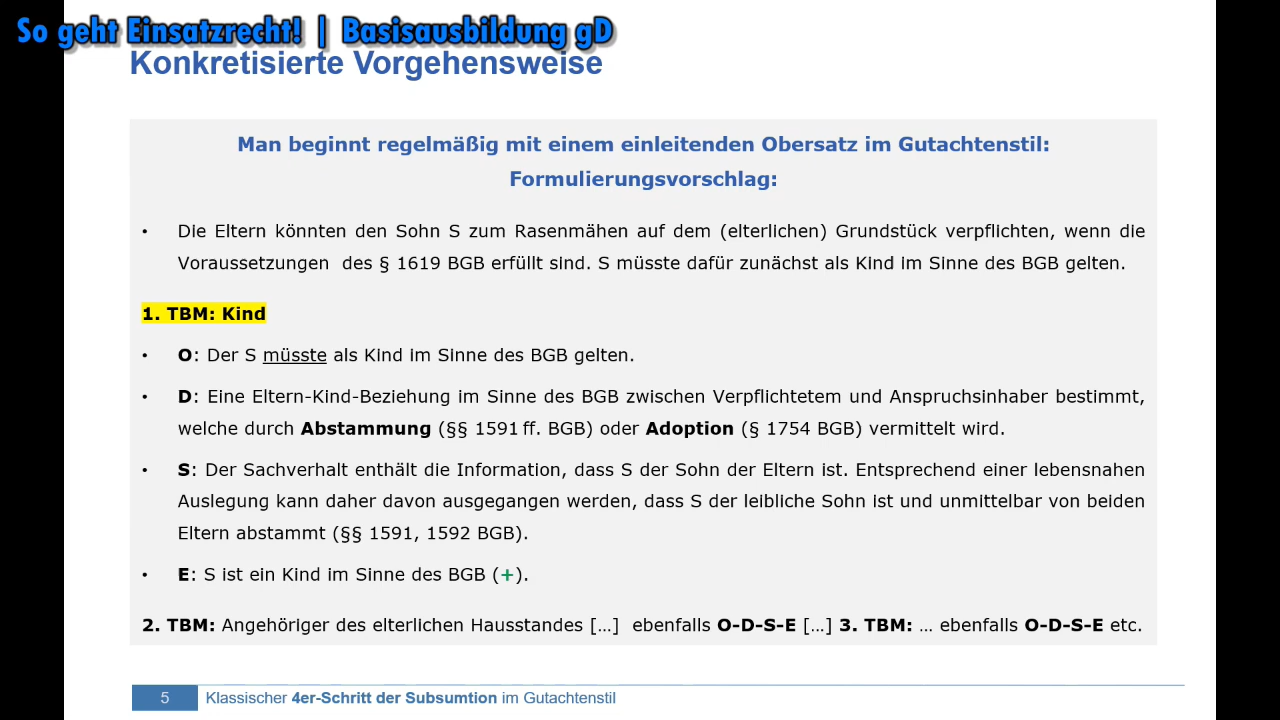 So geht Einsatzrecht! | Basisausbildung gD
Konkretisierte Vorgehensweise
Man beginnt regelmäßig mit einem einleitenden Obersatz im Gutachtenstil:
Formulierungsvorschlag:
• Die Eltern könnten den Sohn S zum Rasenmähen auf dem (elterlichen) Grundstück verpflichten, wenn die
Voraussetzungen des § 1619 BGB erfüllt sind. S müsste dafür zunächst als Kind im Sinne des BGB gelten.
1. TBM: Kind
• O: Der S müsste als Kind im Sinne des BGB gelten.
• D: Eine Eltern-Kind-Beziehung im Sinne des BGB zwischen Verpflichtetem und Anspruchsinhaber bestimmt,
welche durch Abstammung (§§ 1591 ff. BGB) oder Adoption (§ 1754 BGB) vermittelt wird.
• S: Der Sachverhalt enthält die Information, dass S der Sohn der Eltern ist. Entsprechend einer lebensnahen
Auslegung kann daher davon ausgegangen werden, dass S der leibliche Sohn ist und unmittelbar von beiden
Eltern abstammt (§§ 1591, 1592 BGB).
• E: S ist ein Kind im Sinne des BGB (+).
2. TBM: Angehöriger des elterlichen Hausstandes […] ebenfalls O-D-S-E […] 3. TBM: … ebenfalls O-D-S-E etc.
5 Klassischer 4er-Schritt der Subsumtion im Gutachtenstil